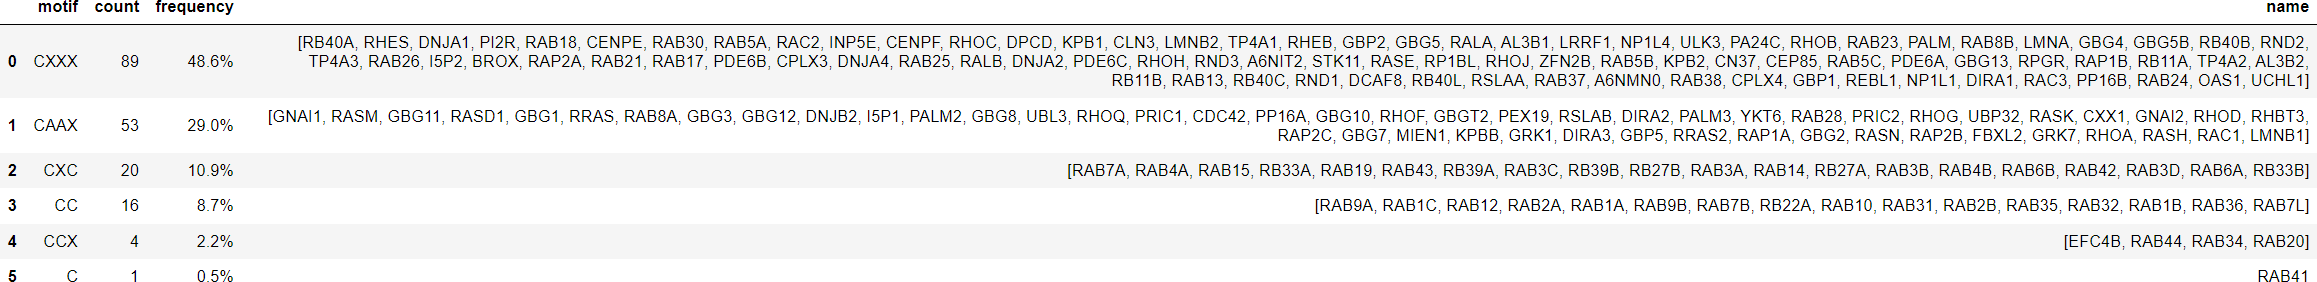 motif count frequency name
[RB40A, RHES, DNJA1, PI2R, RAB18, CENPE, RAB30, RAB5A, RAC2, INP5E, CENPF, RHOC, DPCD, KPB1, CLN3, LMNB2, TP4A1, RHEB, GBP2, GBG5, RALA, AL3B1, LRRF1, NP1L4, ULK3, PA24C, RHOB, RAB23, PALM, RAB8B, LMNA, GBG4, GBG5B, RB40B, RND2,
0 CXXX 89 48.6% TP4A3, RAB26, I5P2, BROX, RAP2A, RAB21, RAB17, PDE6B, CPLX3, DNJA4, RAB25, RALB, DNJA2, PDE6C, RHOH, RND3, A6NIT2, STK11, RASE, RP1BL, RHOJ, ZFN2B, RAB5B, KPB2, CN37, CEP85, RAB5C, PDE6A, GBG13, RPGR, RAP1B, RB11A, TP4A2, AL3B2,
RB11B, RAB13, RB40C, RND1, DCAF8, RB40L, RSLAA, RAB37, A6NMN0, RAB38, CPLX4, GBP1, REBL1, NP1L1, DIRA1, RAC3, PP16B, RAB24, OAS1, UCHL1]
1 CAAX 53 29.0% [GNAI1, RASM, GBG11, RASD1, GBG1, RRAS, RAB8A, GBG3, GBG12, DNJB2, I5P1, PALM2, GBG8, UBL3, RHOQ, PRIC1, CDC42, PP16A, GBG10, RHOF, GBGT2, PEX19, RSLAB, DIRA2, PALM3, YKT6, RAB28, PRIC2, RHOG, UBP32, RASK, CXX1, GNAI2, RHOD, RHBT3,
RAP2C, GBG7, MIEN1, KPBB, GRK1, DIRA3, GBP5, RRAS2, RAP1A, GBG2, RASN, RAP2B, FBXL2, GRK7, RHOA, RASH, RAC1, LMNB1]
2 CXC 20 10.9% [RAB7A, RAB4A, RAB15, RB33A, RAB19, RAB43, RB39A, RAB3C, RB39B, RB27B, RAB3A, RAB14, RB27A, RAB3B, RAB4B, RAB6B, RAB42, RAB3D, RAB6A, RB33B]
3 CC 16 8.7% [RAB9A, RAB1C, RAB12, RAB2A, RAB1A, RAB9B, RAB7B, RB22A, RAB10, RAB31, RAB2B, RAB35, RAB32, RAB1B, RAB36, RAB7L]
4 CCX 4 2.2% [EFC4B, RAB44, RAB34, RAB20]
5 C 1 0.5% RAB41